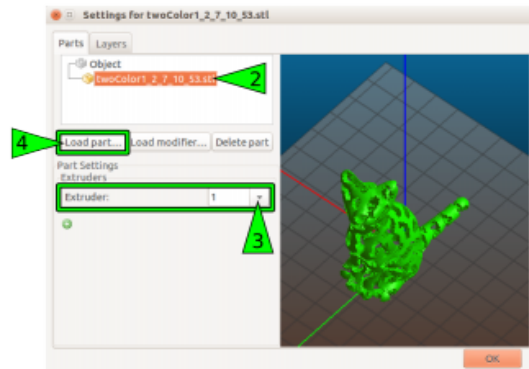 Settings for twoColor1_2_7_10_53.stl
Parts Layers
Object
twoColor1_2_7_10_53.stl
2
4
Load part... Load modifier... Delete part
Part Settings
Extruders
Extruder: 1
3
OK